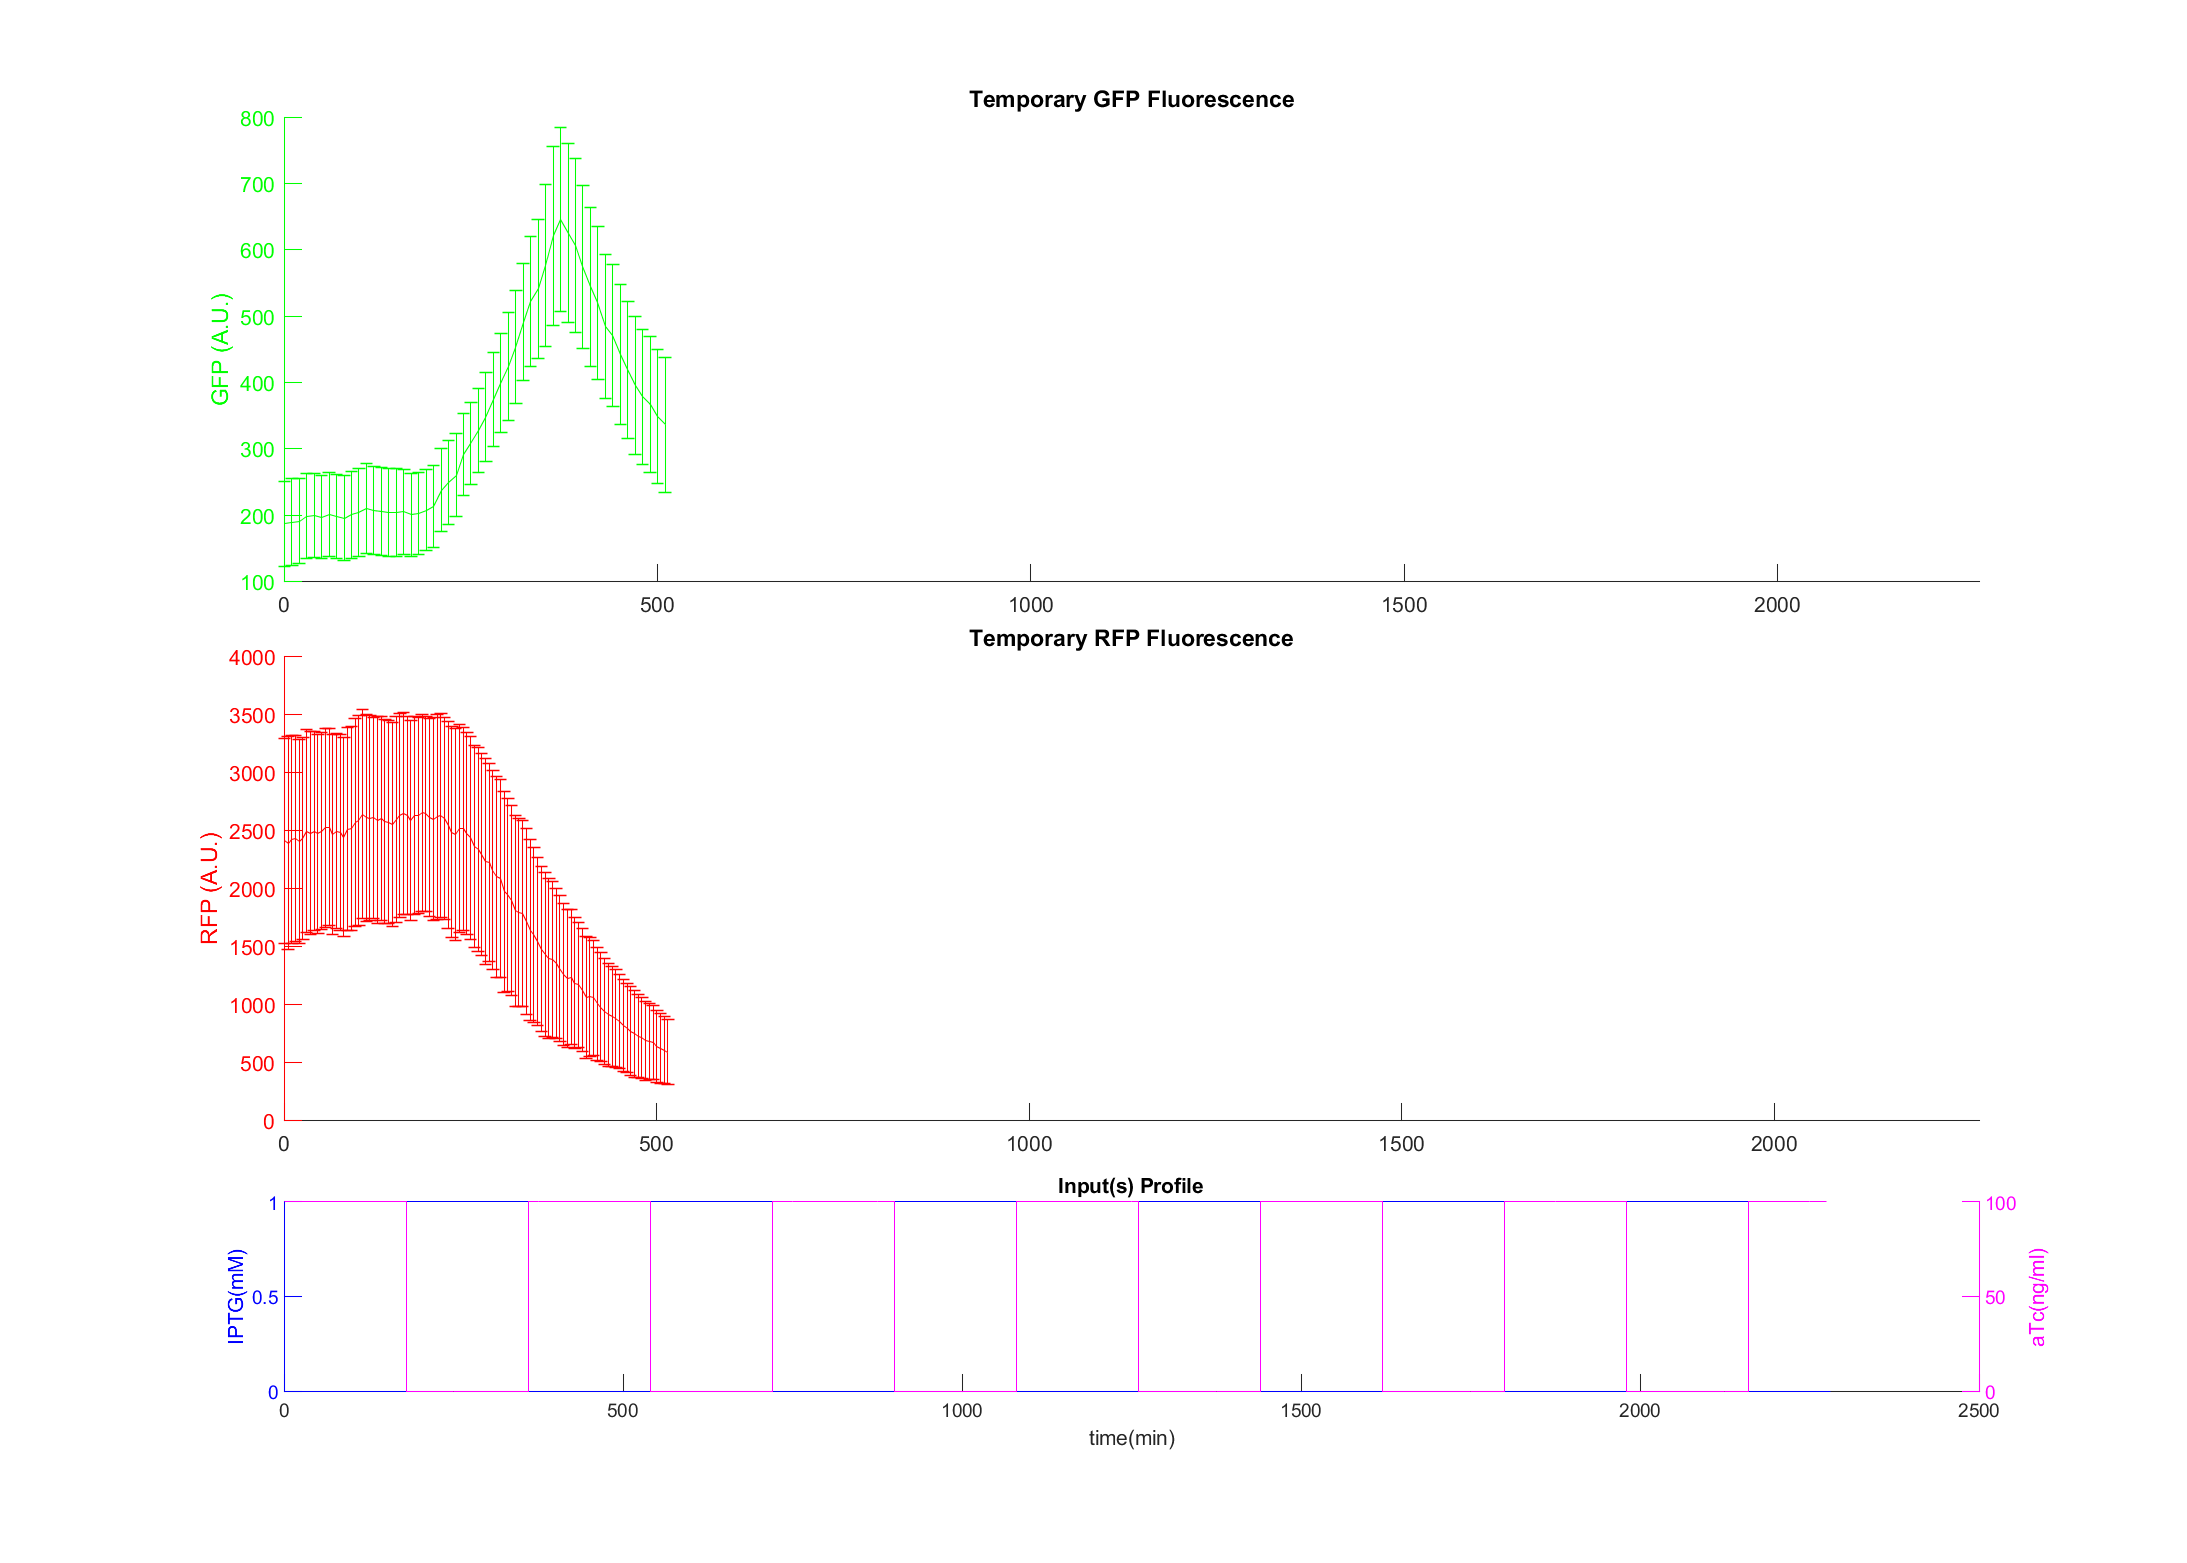 Temporary GFP Fluorescence
800
700
600
500
400
300
200
100
GFP (A.U.)
0 500 1000 1500 2000
Temporary RFP Fluorescence
4000
3500
3000
2500
2000
1500
1000
500
0
RFP (A.U.)
0 500 1000 1500 2000
Input(s) Profile
1
0.5
0
IPTG(mM)
100
50
0
aTc(ng/ml)
0 500 1000 1500 2000 2500
time(min)